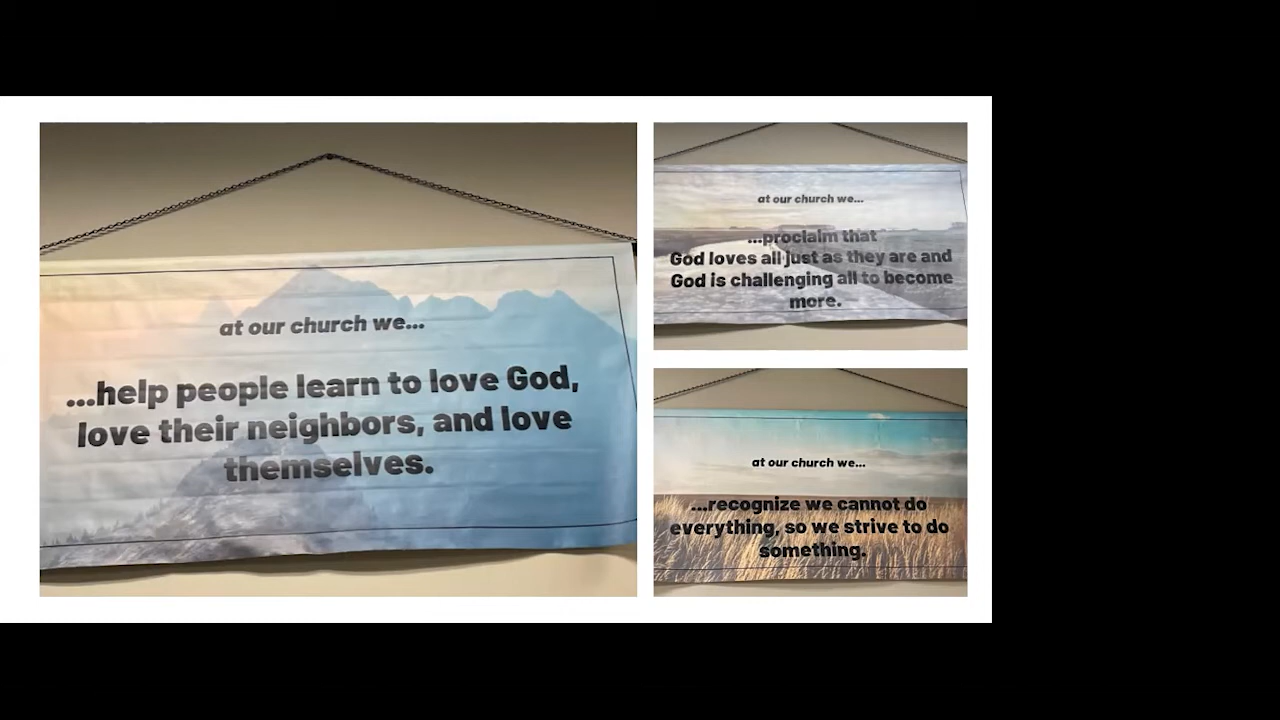 at our church we...
...help people learn to love God,
love their neighbors, and love
themselves.
at our church we...
...proclaim that
God loves all just as they are and
God is challenging all to become
more.
at our church we...
...recognize we cannot do
everything, so we strive to do
something.